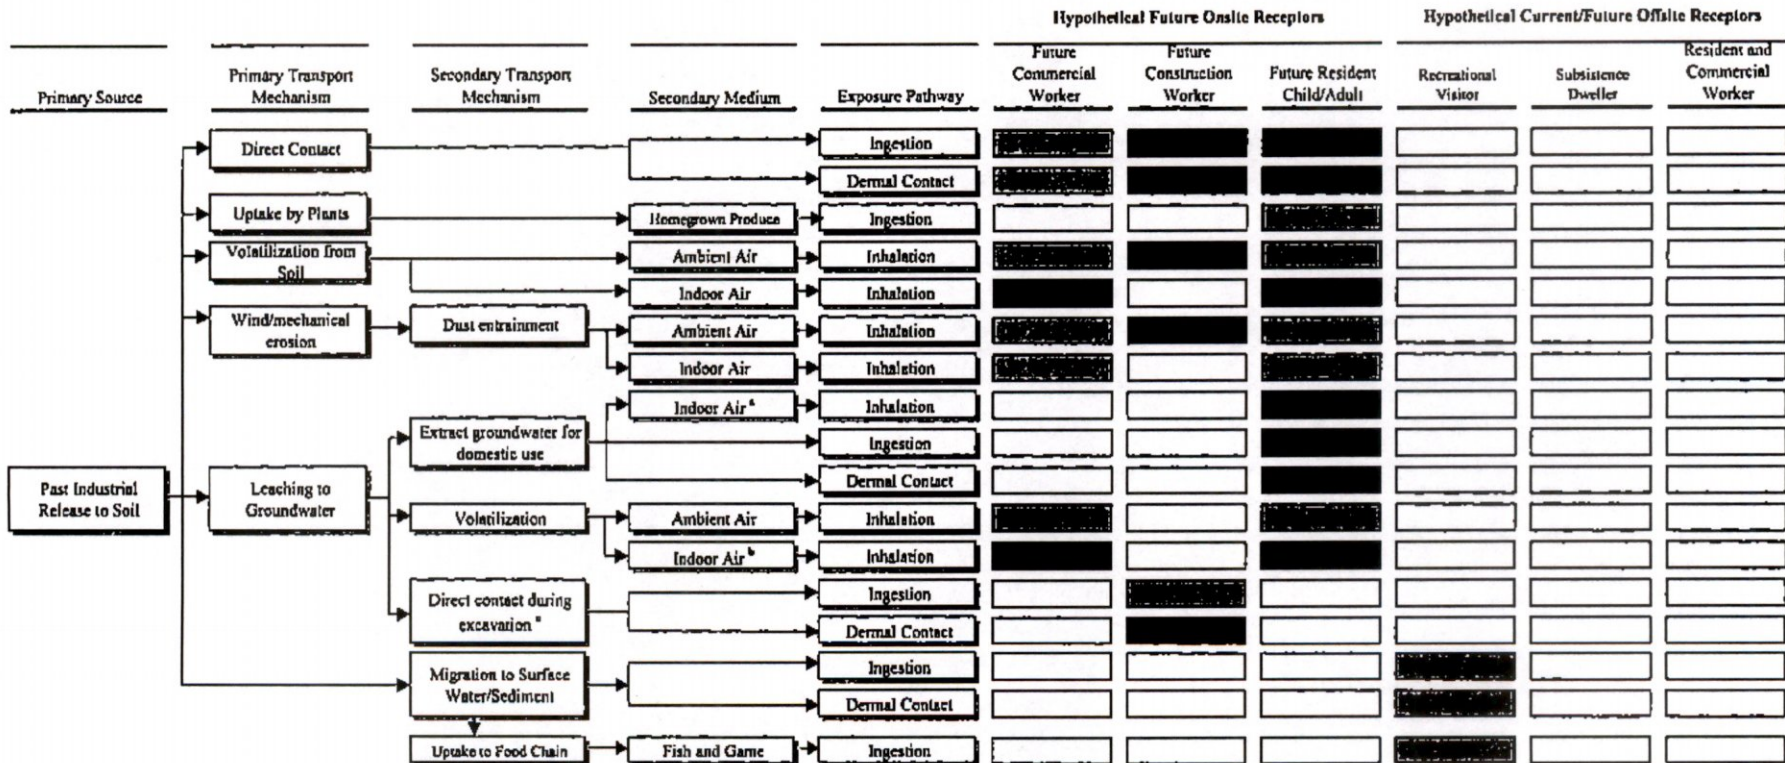 Hypothetical Future Onsite Receptors
Hypothetical Current/Future Offsite Receptors
Primary Source
Primary Transport
Mechanism
Secondary Transport
Mechanism
Secondary Medium
Exposure Pathway
Future
Commercial
Worker
Future
Construction
Worker
Future Resident
Child/Adult
Recreational
Visitor
Subsistence
Dweller
Resident and
Commercial
Worker
Direct Contact
Ingestion
Dermal Contact
Uptake by Plants
Homegrown Produce
Ingestion
Volatilization from
Soil
Ambient Air
Inhalation
Indoor Air
Inhalation
Wind/mechanical
erosion
Dust entrainment
Ambient Air
Inhalation
Indoor Air
Inhalation
Indoor Air a
Inhalation
Extract groundwater for
domestic use
Ingestion
Dermal Contact
Past Industrial
Release to Soil
Leaching to
Groundwater
Volatilization
Ambient Air
Inhalation
Indoor Air b
Inhalation
Direct contact during
excavation
Ingestion
Dermal Contact
Migration to Surface
Water/Sediment
Ingestion
Dermal Contact
Uptake to Food Chain
Fish and Game
Ingestion